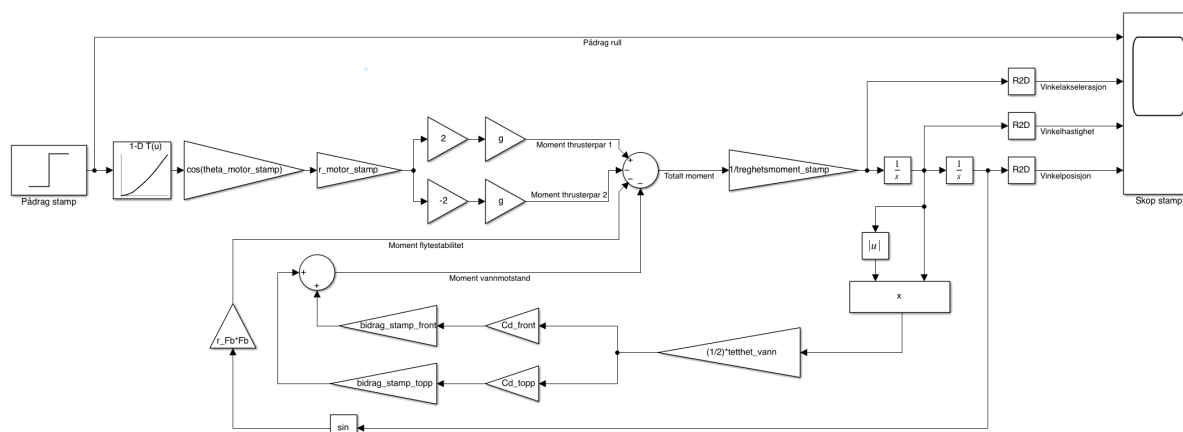 Pådrag rull
R2D
Vinkelakselerasjon
R2D
Vinkelhastighet
1-D T(u)
2
g
Moment thrusterpar 1
+
−
−
−
Pådrag stamp
cos(theta_motor_stamp)
r_motor_stamp
Totalt moment
1/treghetsmoment_stamp
1
s
1
s
R2D
Vinkelposisjon
Skop stamp
-2
g
Moment thrusterpar 2
Moment flytestabilitet
|u|
+
+
Moment vannmotstand
x
r_Fb*Fb
bidrag_stamp_front
Cd_front
(1/2)*tetthet_vann
bidrag_stamp_topp
Cd_topp
sin